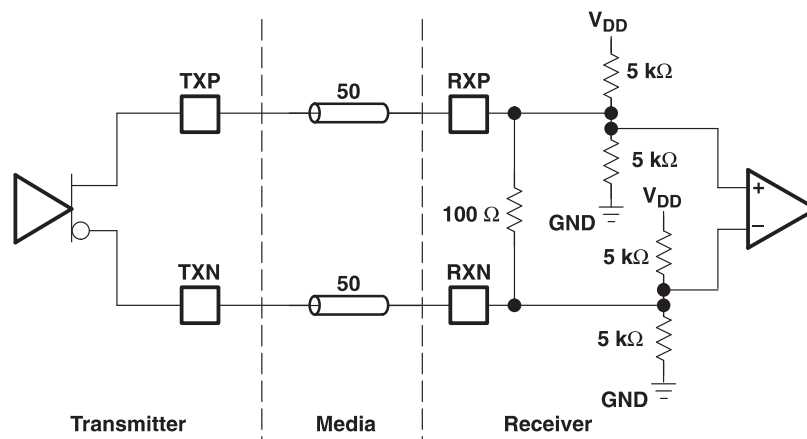 V_DD
5 kΩ
TXP
50
RXP
5 kΩ
V_DD
GND
+
100 Ω
–
5 kΩ
TXN
50
RXN
5 kΩ
GND
Transmitter
Media
Receiver